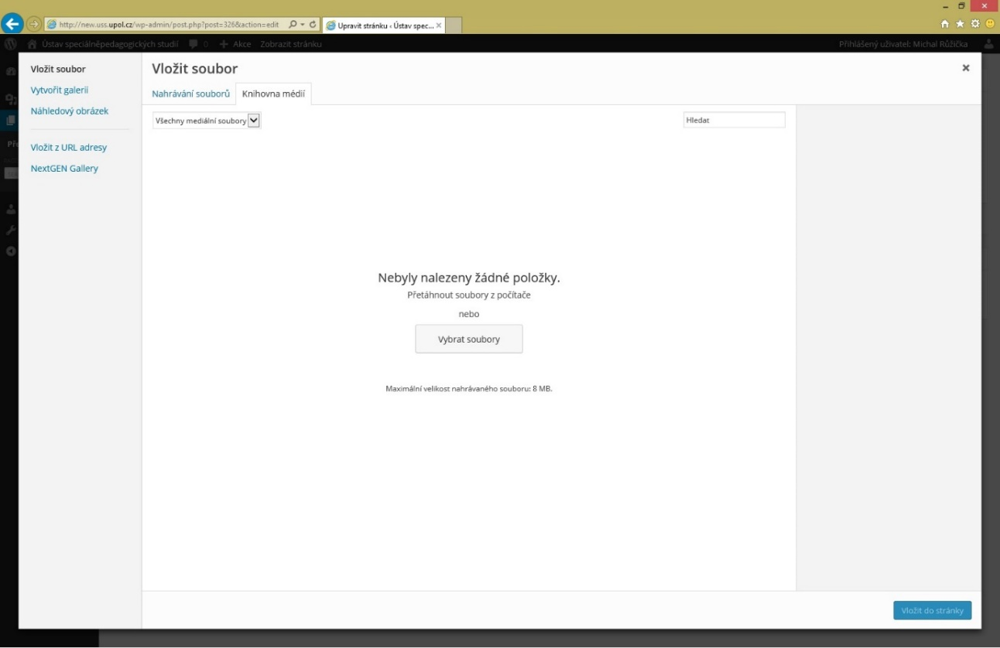 http://new.uss.upol.cz/wp-admin/post.php?post=326&action=edit
Upravit stránku ‹ Ústav spec...
Ústav speciálněpedagogických studií 0 + Akce Zobrazit stránku
Přihlášený uživatel: Michal Růžička
Vložit soubor
Vytvořit galerii
Náhledový obrázek
Vložit z URL adresy
NextGEN Gallery
Vložit soubor
Nahrávání souborů Knihovna médií
Všechny mediální soubory
Hledat
Nebyly nalezeny žádné položky.
Přetáhnout soubory z počítače
nebo
Vybrat soubory
Maximální velikost nahrávaného souboru: 8 MB.
Vložit do stránky